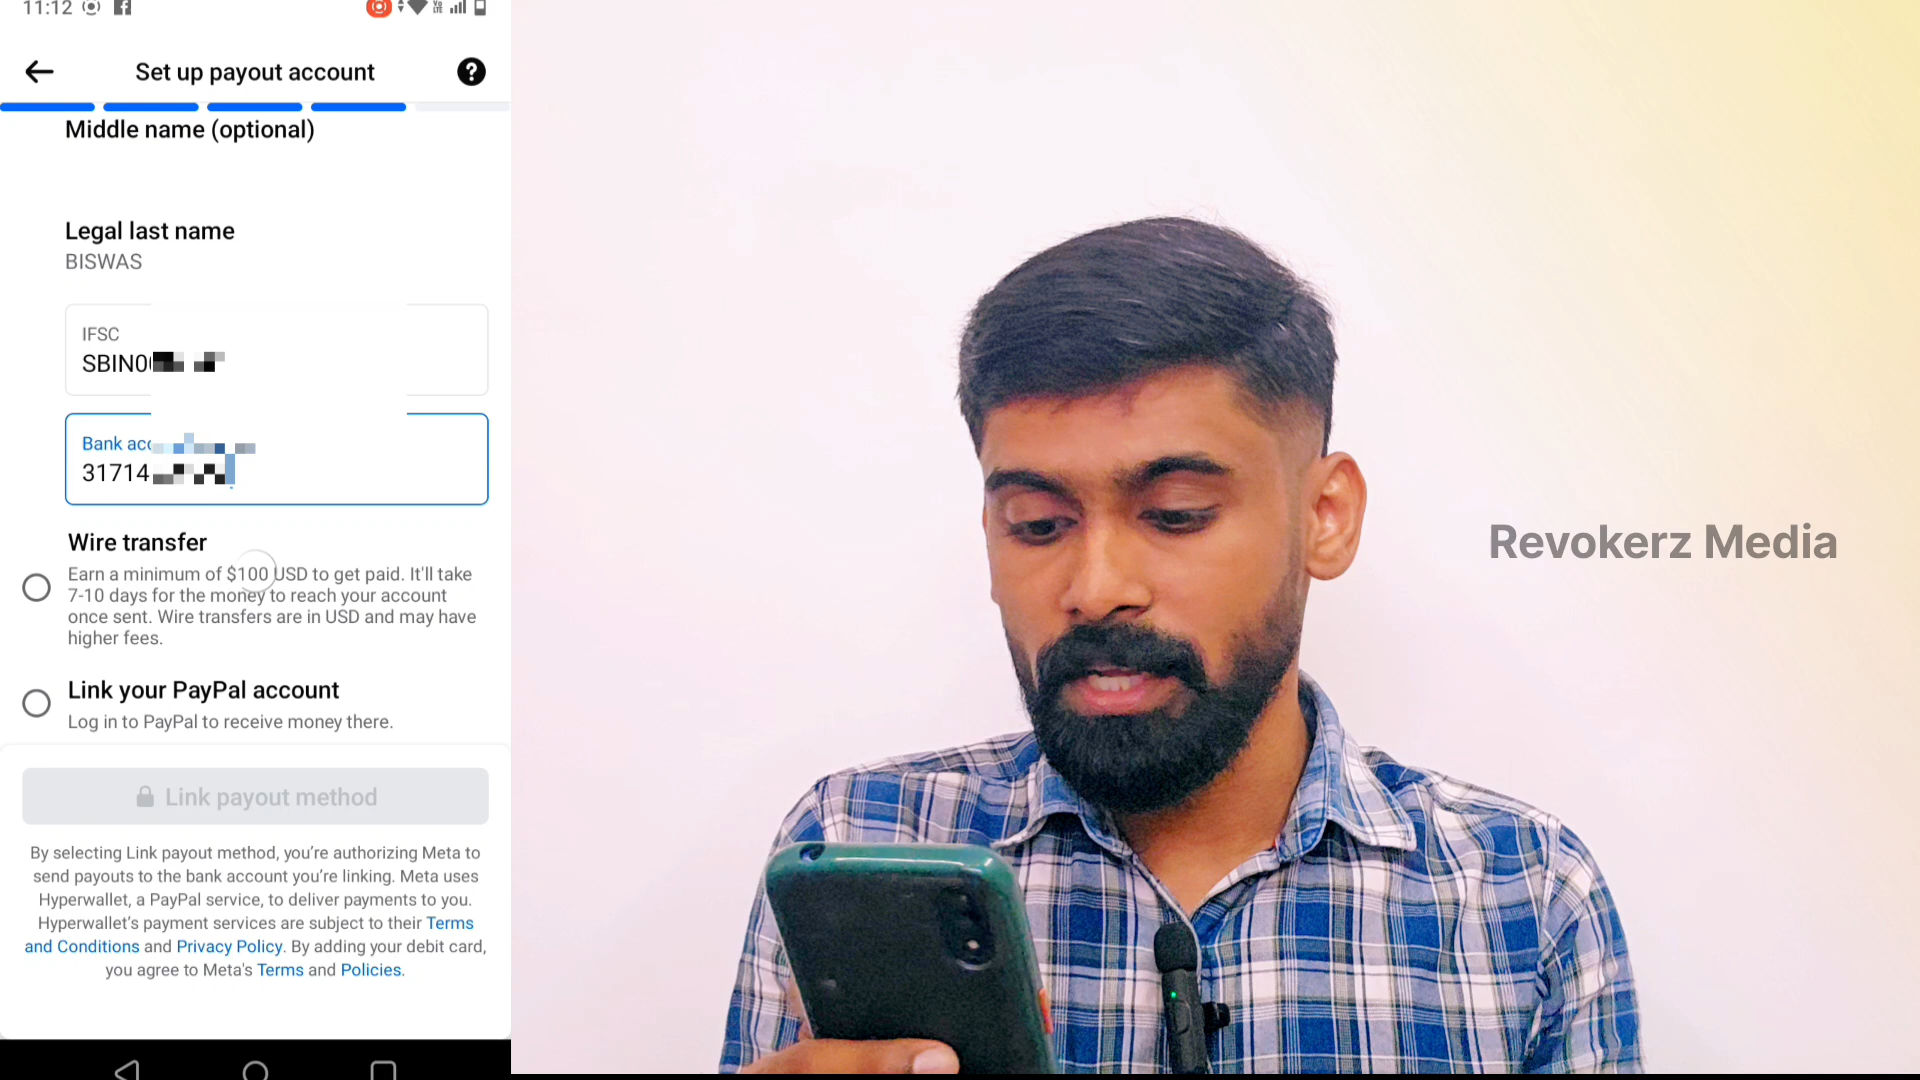 11:12
Set up payout account
Middle name (optional)
Legal last name
BISWAS
IFSC
SBIN0
Bank acc
31714
Wire transfer
Earn a minimum of $100 USD to get paid. It'll take
7-10 days for the money to reach your account
once sent. Wire transfers are in USD and may have
higher fees.
Link your PayPal account
Log in to PayPal to receive money there.
Link payout method
By selecting Link payout method, you’re authorizing Meta to
send payouts to the bank account you’re linking. Meta uses
Hyperwallet, a PayPal service, to deliver payments to you.
Hyperwallet’s payment services are subject to their Terms
and Conditions and Privacy Policy. By adding your debit card,
you agree to Meta's Terms and Policies.
Revokerz Media